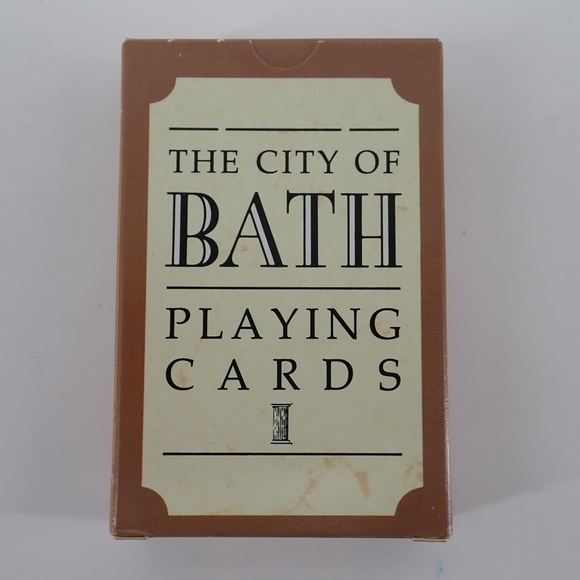 THE CITY OF
BATH
PLAYING
CARDS